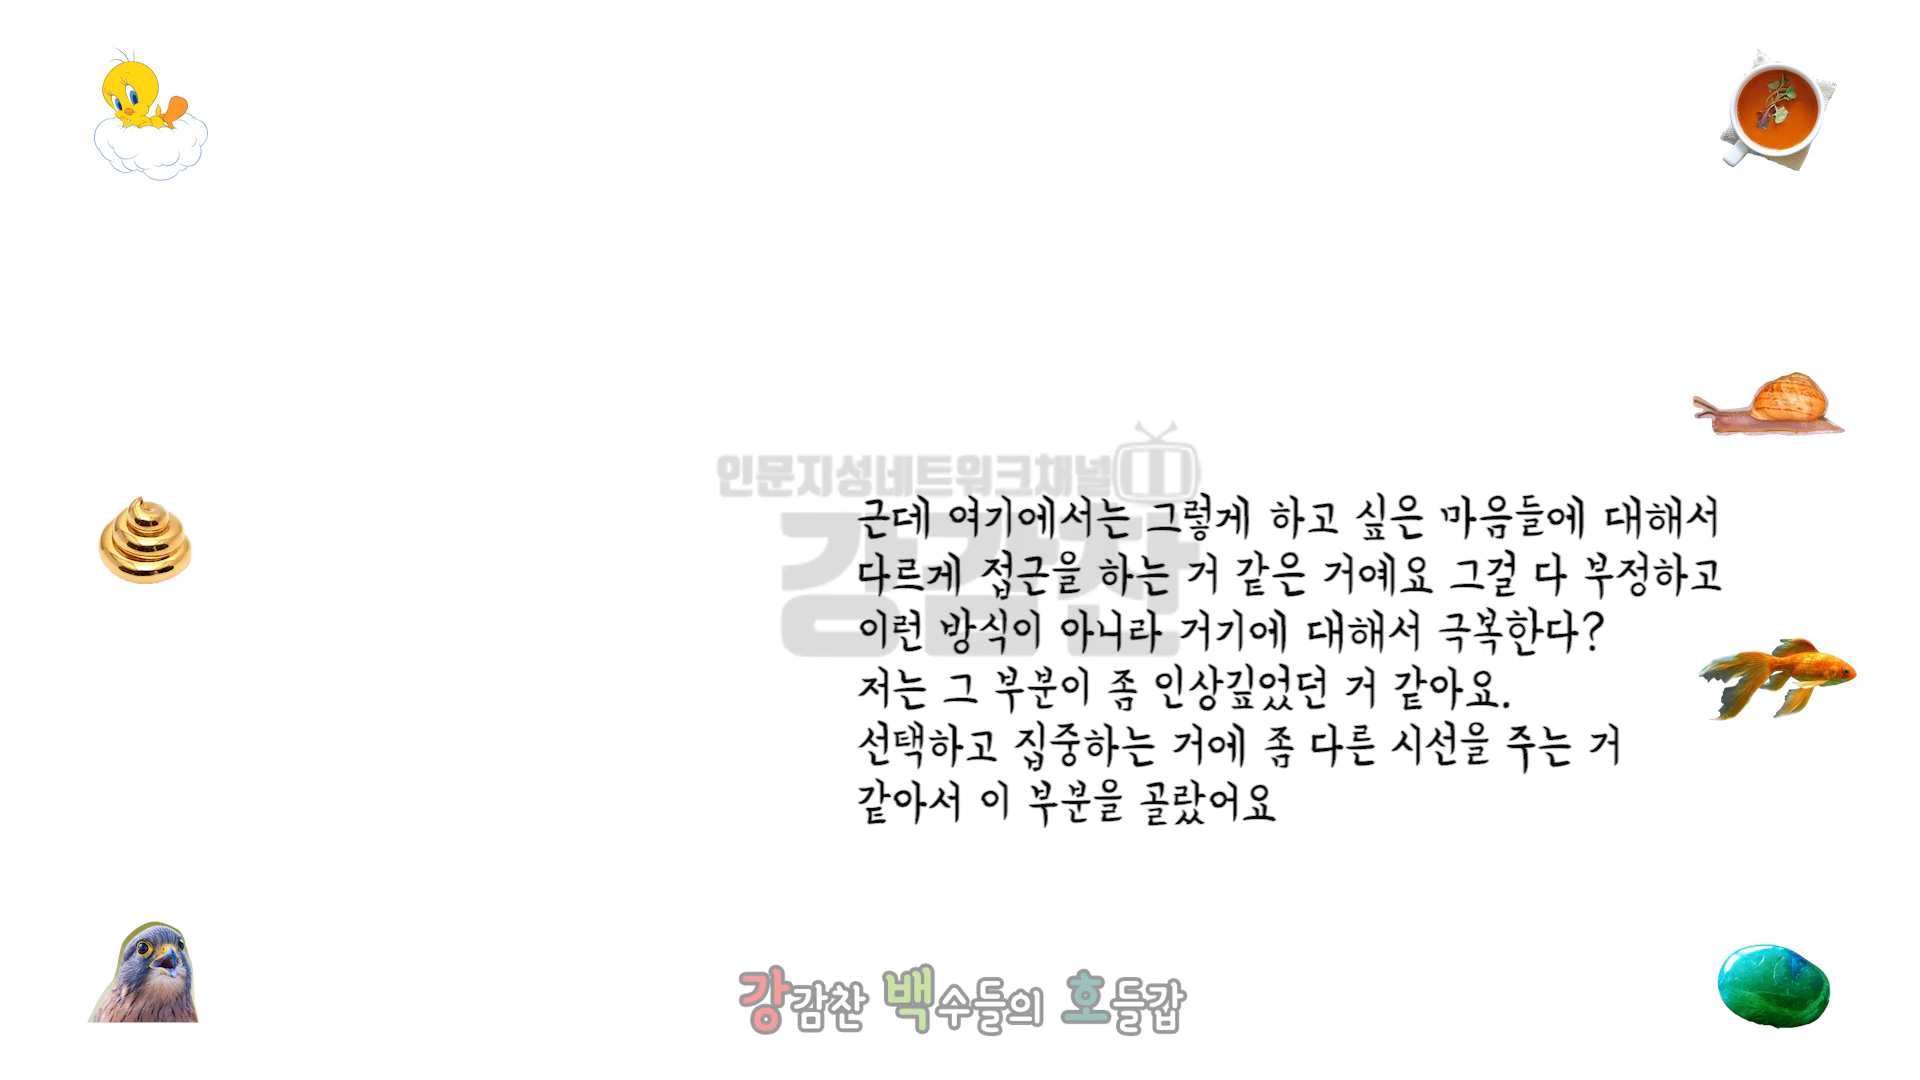 인문지성네트워크채널
강감찬
근데 여기에서는 그렇게 하고 싶은 마음들에 대해서
다르게 접근을 하는 거 같은 거예요 그걸 다 부정하고
이런 방식이 아니라 거기에 대해서 극복한다?
저는 그 부분이 좀 인상깊었던 거 같아요.
선택하고 집중하는 거에 좀 다른 시선을 주는 거
같아서 이 부분을 골랐어요
강감찬 백수들의 호들갑